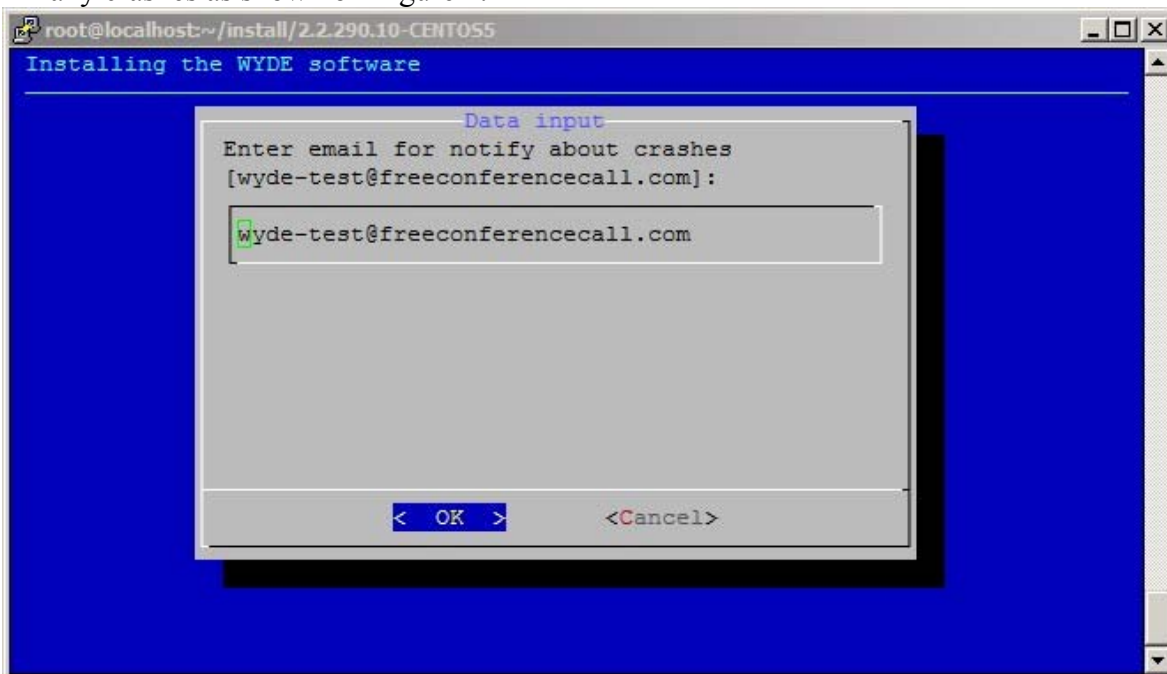 root@localhost:~/install/2.2.290.10-CENTOS5
Installing the WYDE software
Data input
Enter email for notify about crashes
[wyde-test@freeconferencecall.com]:
wyde-test@freeconferencecall.com
< OK > <Cancel>